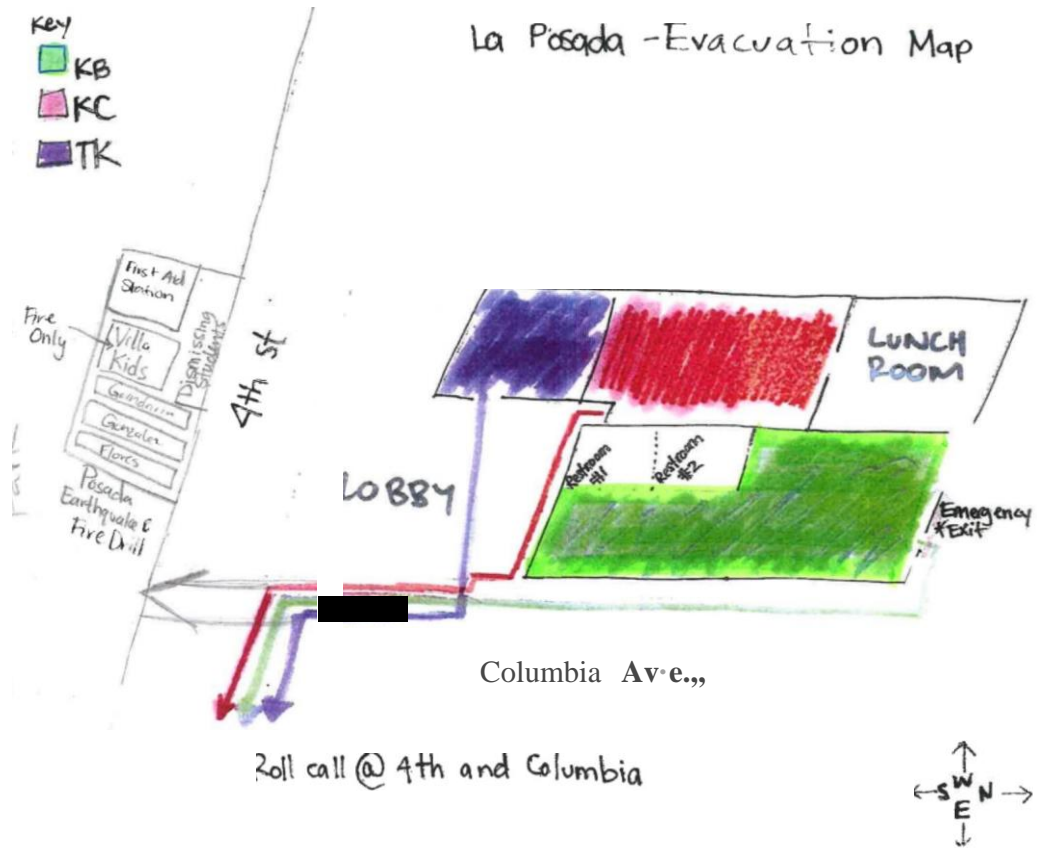 Key
KB
KC
TK
La Posada - Evacuation Map
First Aid
Station
Fire
Only
Villa
Kids
Dismissing
Students
Gonzalez
Flores
Posada
Earthquake &
Fire Drill
4th St
LOBBY
Restroom
#1
Restroom
#2
LUNCH
ROOM
Emergency
*Exit
Columbia Av·e.,,
Roll call @ 4th and Columbia
W
S N
E